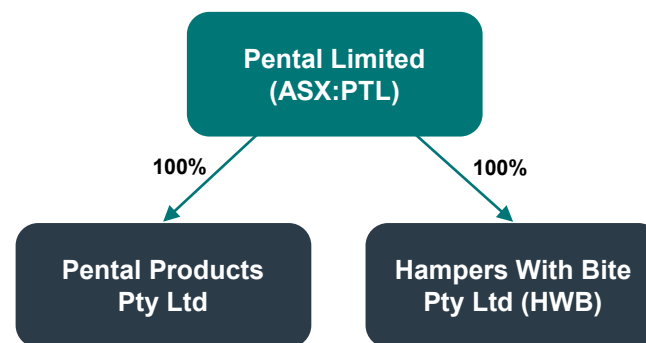 Pental Limited
(ASX:PTL)
100%
100%
Pental Products
Pty Ltd
Hampers With Bite
Pty Ltd (HWB)